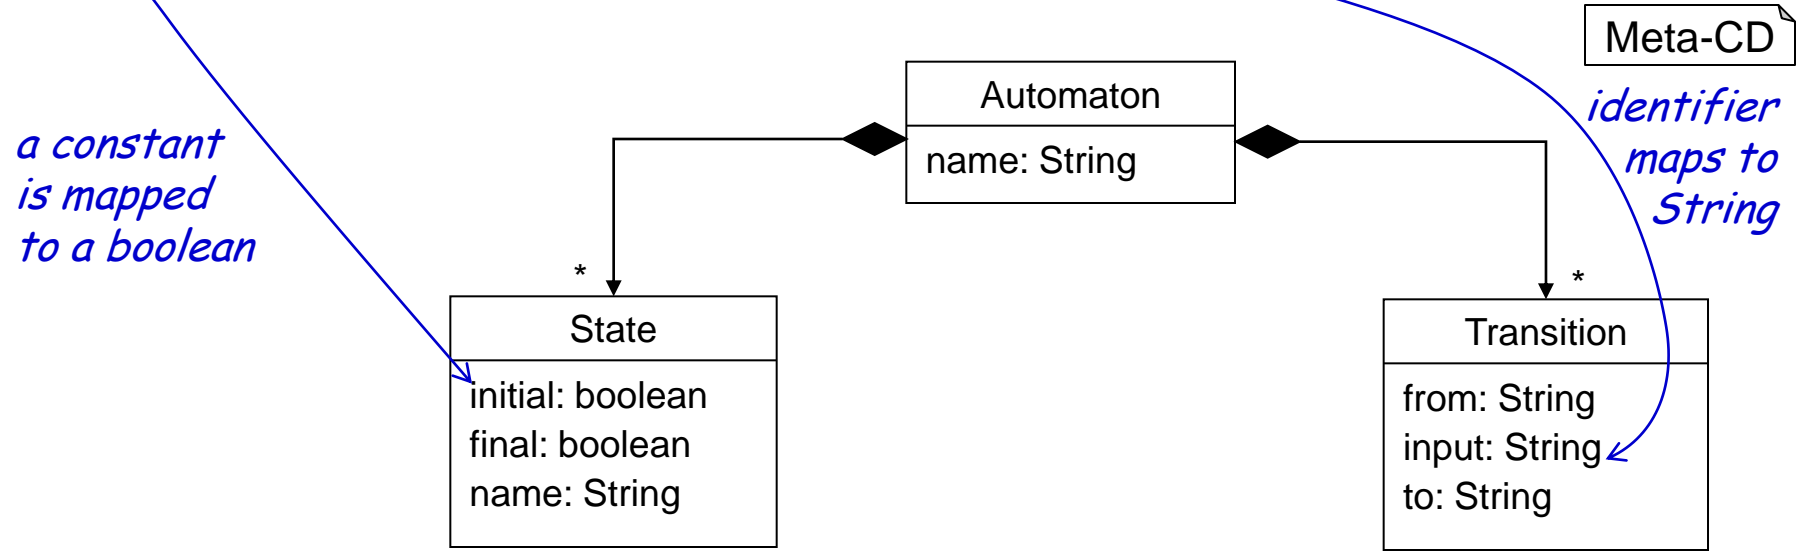 Meta-CD
Automaton
name: String
identifier
maps to
String
a constant
is mapped
to a boolean
*
*
State
initial: boolean
final: boolean
name: String
Transition
from: String
input: String
to: String